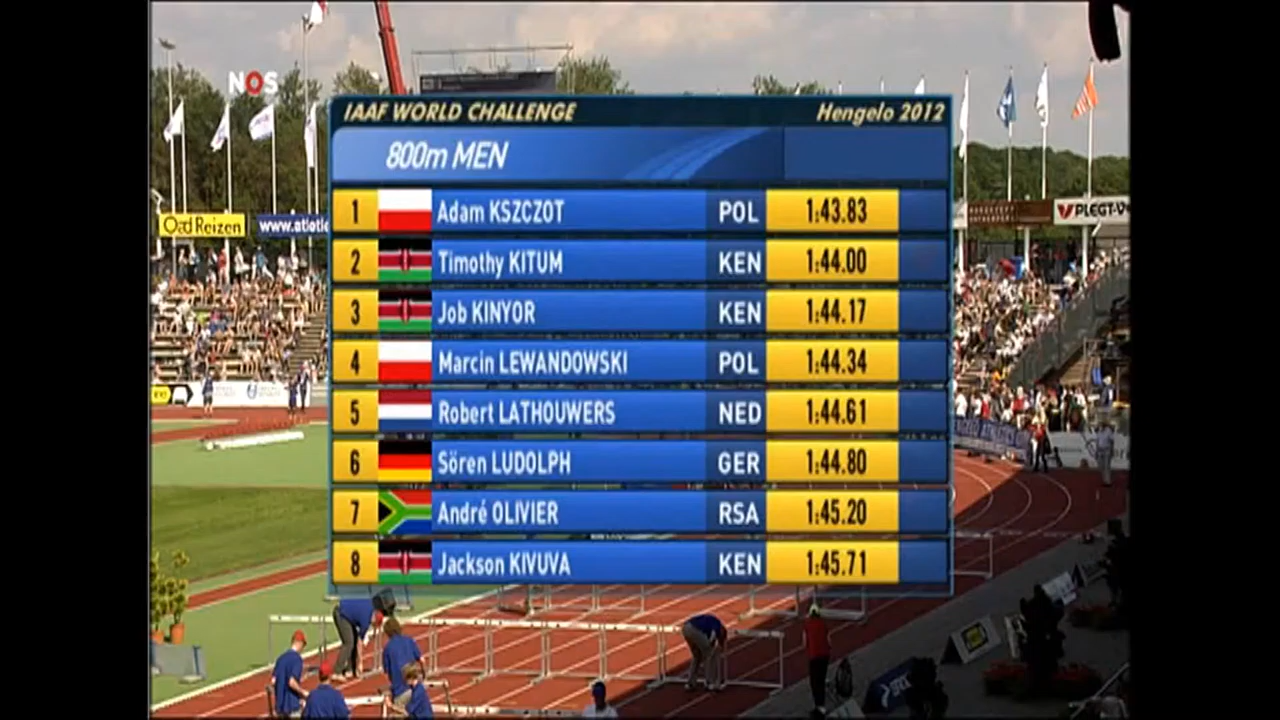 NOS
IAAF WORLD CHALLENGE Hengelo 2012
800m MEN
1 Adam KSZCZOT POL 1:43.83
2 Timothy KITUM KEN 1:44.00
3 Job KINYOR KEN 1:44.17
4 Marcin LEWANDOWSKI POL 1:44.34
5 Robert LATHOUWERS NED 1:44.61
6 Sören LUDOLPH GER 1:44.80
7 André OLIVIER RSA 1:45.20
8 Jackson KIVUVA KEN 1:45.71
Oad Reizen
www.atletie